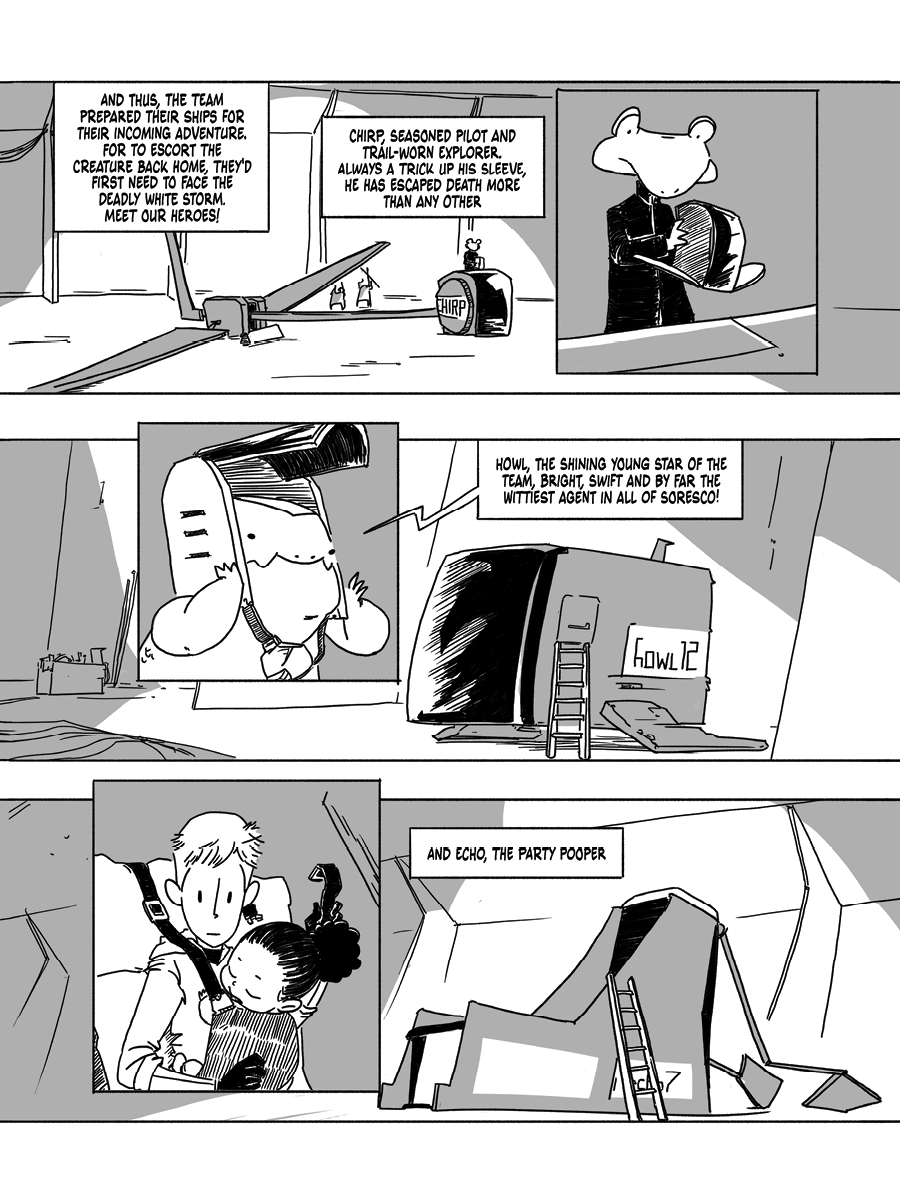 AND THUS, THE TEAM
PREPARED THEIR SHIPS FOR
THEIR INCOMING ADVENTURE.
FOR TO ESCORT THE
CREATURE BACK HOME, THEY'D
FIRST NEED TO FACE THE
DEADLY WHITE STORM.
MEET OUR HEROES!
CHIRP, SEASONED PILOT AND
TRAIL-WORN EXPLORER.
ALWAYS A TRICK UP HIS SLEEVE,
HE HAS ESCAPED DEATH MORE
THAN ANY OTHER
CHIRP
HOWL, THE SHINING YOUNG STAR OF THE
TEAM, BRIGHT, SWIFT AND BY FAR THE
WITTIEST AGENT IN ALL OF SORESCO!
howl12
AND ECHO, THE PARTY POOPER